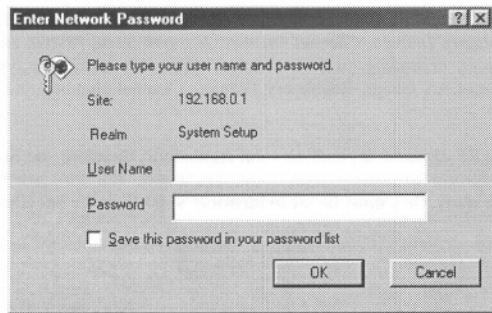 Enter Network Password
? X
Please type your user name and password.
Site: 192.168.0.1
Realm System Setup
User Name
Password
Save this password in your password list
OK Cancel